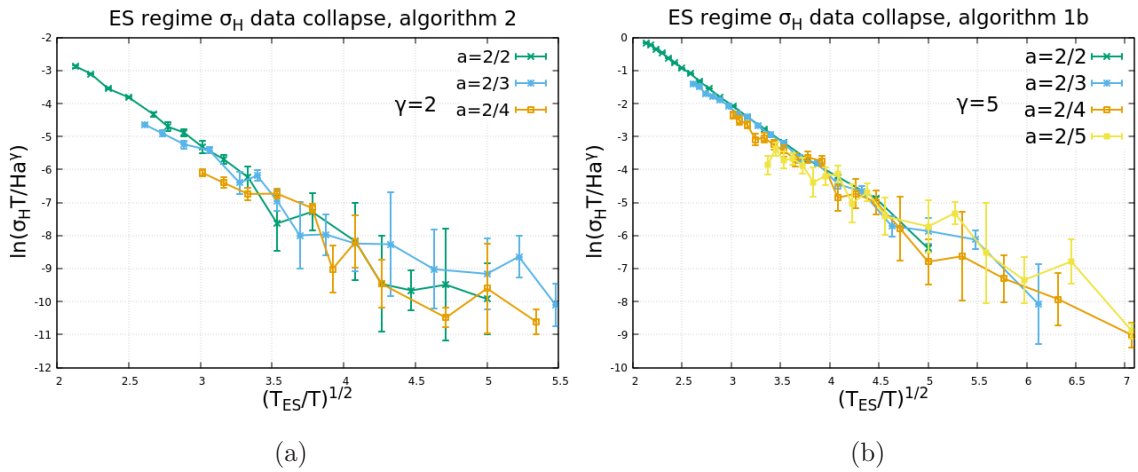 ES regime σH data collapse, algorithm 2
-2
-3
-4
-5
-6
-7
-8
-9
-10
-11
-12
2
2.5
3
3.5
4
4.5
5
5.5
ln(σHT/Haγ)
(TES/T)1/2
a=2/2
a=2/3
a=2/4
γ=2
(a)
ES regime σH data collapse, algorithm 1b
0
-1
-2
-3
-4
-5
-6
-7
-8
-9
-10
2
2.5
3
3.5
4
4.5
5
5.5
6
6.5
7
ln(σHT/Haγ)
(TES/T)1/2
a=2/2
a=2/3
a=2/4
a=2/5
γ=5
(b)